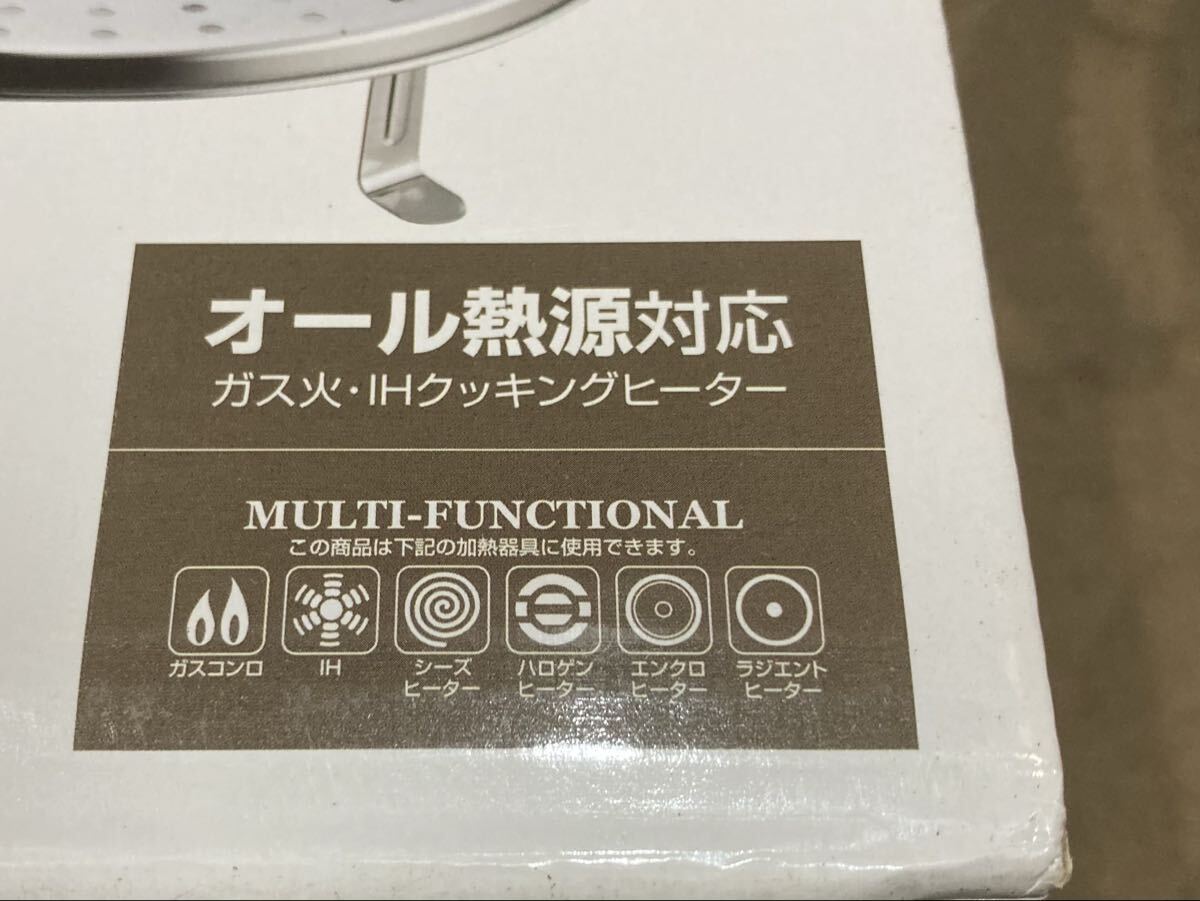 オール熱源対応
ガス火・IHクッキングヒーター
MULTI-FUNCTIONAL
この商品は下記の加熱器具に使用できます。
ガスコンロ
IH
シーズ
ヒーター
ハロゲン
ヒーター
エンクロ
ヒーター
ラジエント
ヒーター